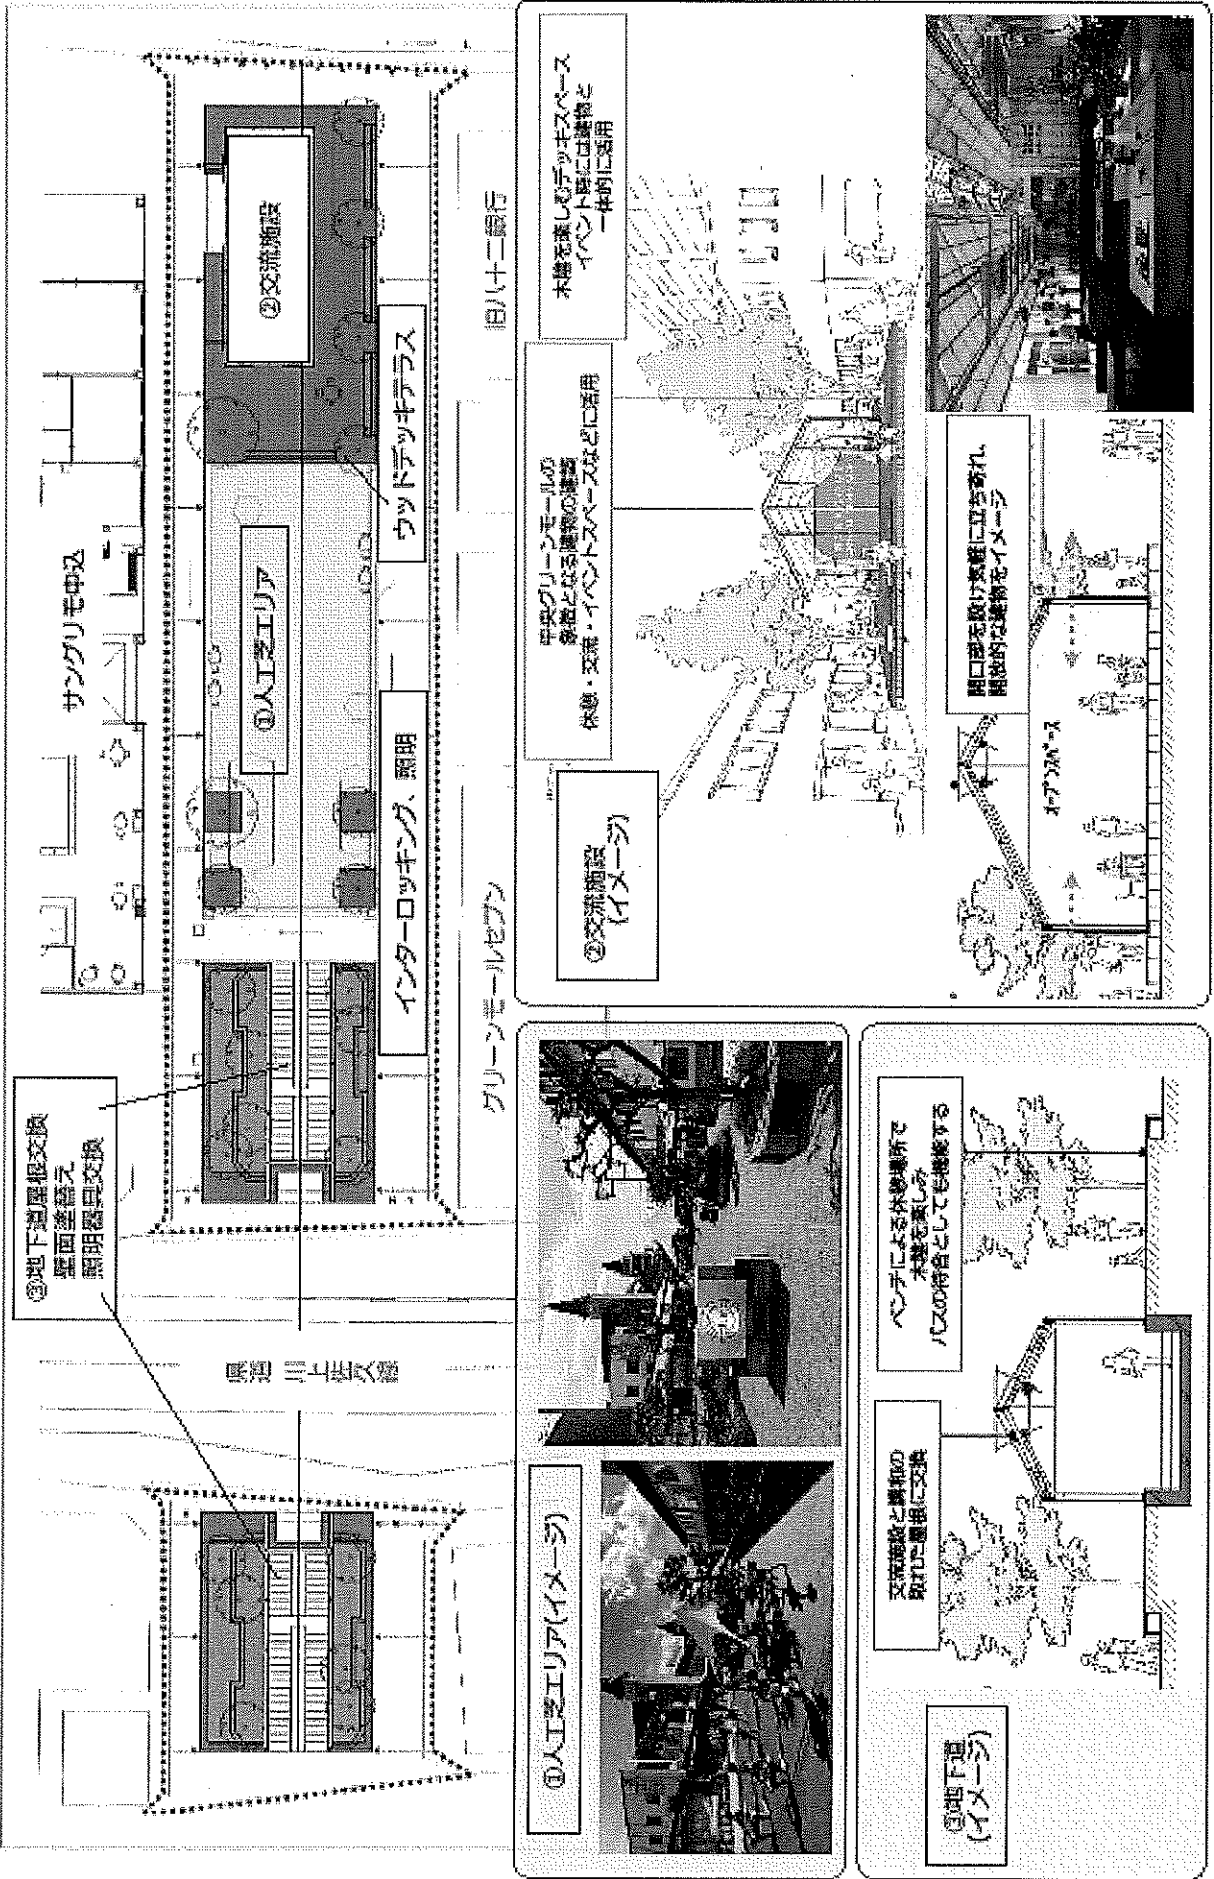 ③地下道屋根交換
壁面塗替え
照明器具交換
サングリモ中込
①人工芝エリア
②交流施設
ウッドデッキテラス
インターロッキング、照明
県道 川上佐久線
グリーンモールセブン
旧八十二銀行
①人工芝エリア(イメージ)
②交流施設
(イメージ)
中央グリーンモールの
象徴となる建物の建築
休憩・交流・イベントスペースなどに活用
木陰を楽しむデッキスペース
イベント時には建物と
一体的に活用
開口部を設け気軽に立ち寄れ、
開放的な建物をイメージ
オープンスペース
③地下道
(イメージ)
交流施設と調和の
取れた屋根に交換
ベンチによる休憩場所で
木陰を楽しみ
バスの待合としても機能する